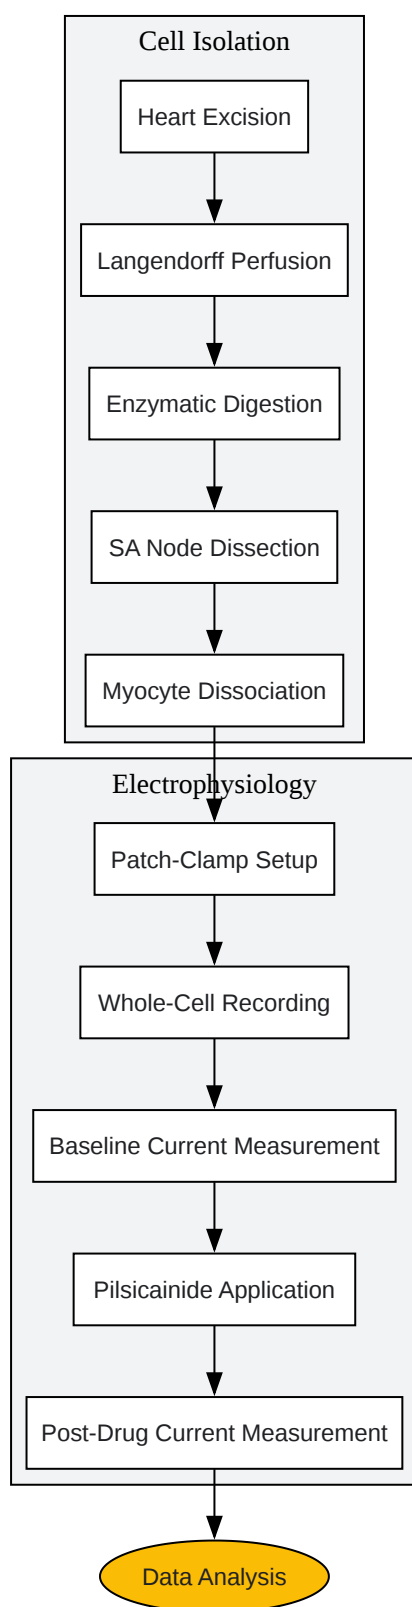 Cell Isolation
Heart Excision
Langendorff Perfusion
Enzymatic Digestion
SA Node Dissection
Myocyte Dissociation
Electrophysiology
Patch-Clamp Setup
Whole-Cell Recording
Baseline Current Measurement
Pilsicainide Application
Post-Drug Current Measurement
Data Analysis